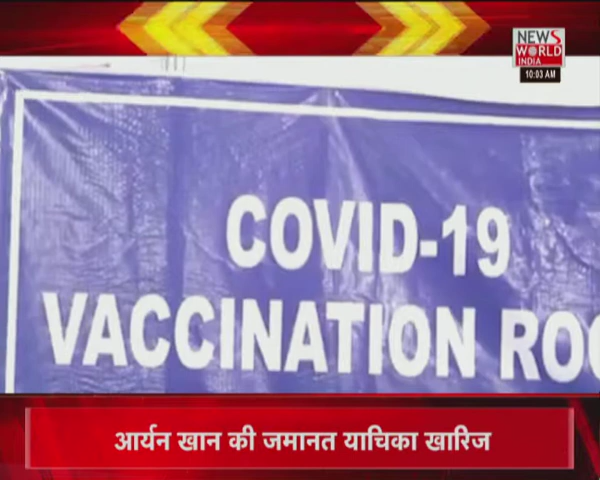 NEWS
WORLD
INDIA
10:03 AM
COVID-19
VACCINATION ROO
आर्यन खान की जमानत याचिका खारिज